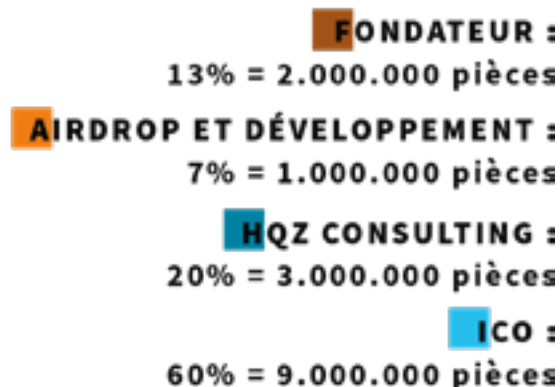 FONDATEUR :
13% = 2.000.000 pièces
AIRDROP ET DÉVELOPPEMENT :
7% = 1.000.000 pièces
HQZ CONSULTING :
20% = 3.000.000 pièces
ICO :
60% = 9.000.000 pièces